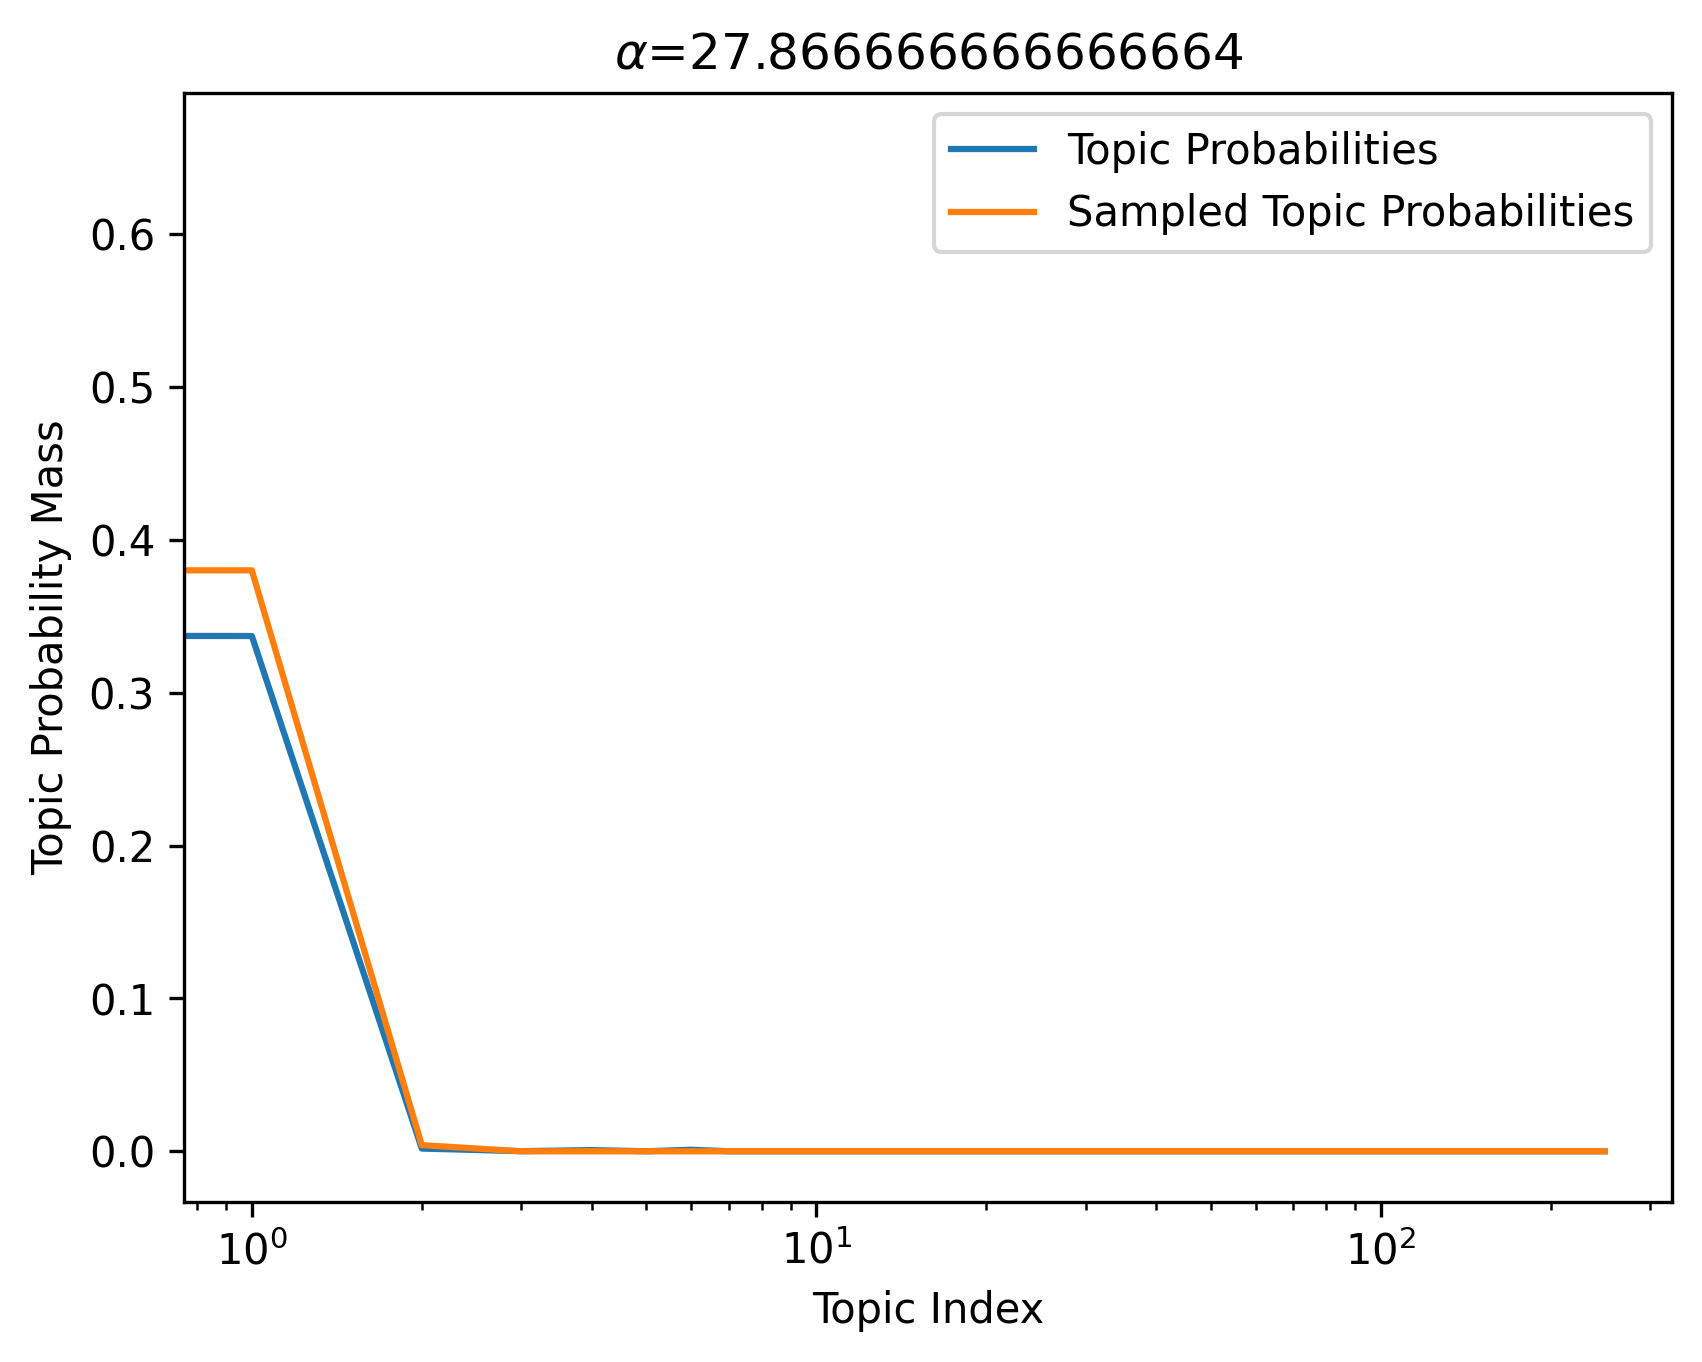 α=27.866666666666664
Topic Probabilities
Sampled Topic Probabilities
Topic Probability Mass
0.6
0.5
0.4
0.3
0.2
0.1
0.0
10⁰ 10¹ 10²
Topic Index